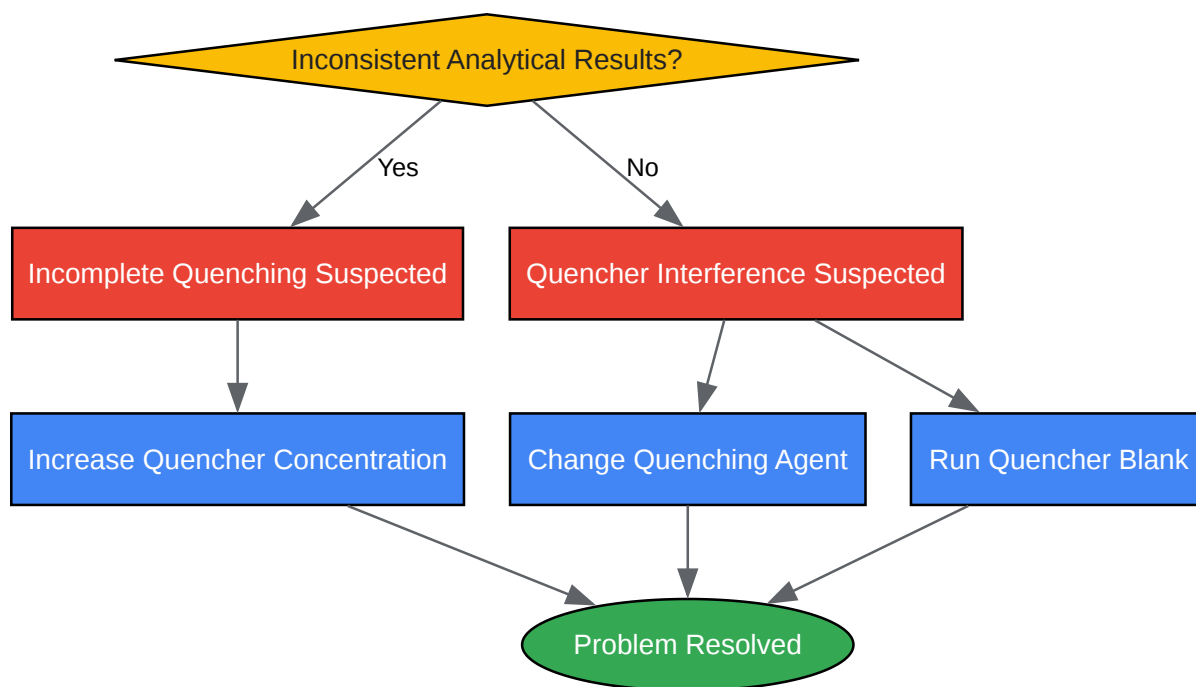 Inconsistent Analytical Results?
Yes
No
Incomplete Quenching Suspected
Quencher Interference Suspected
Increase Quencher Concentration
Change Quenching Agent
Run Quencher Blank
Problem Resolved